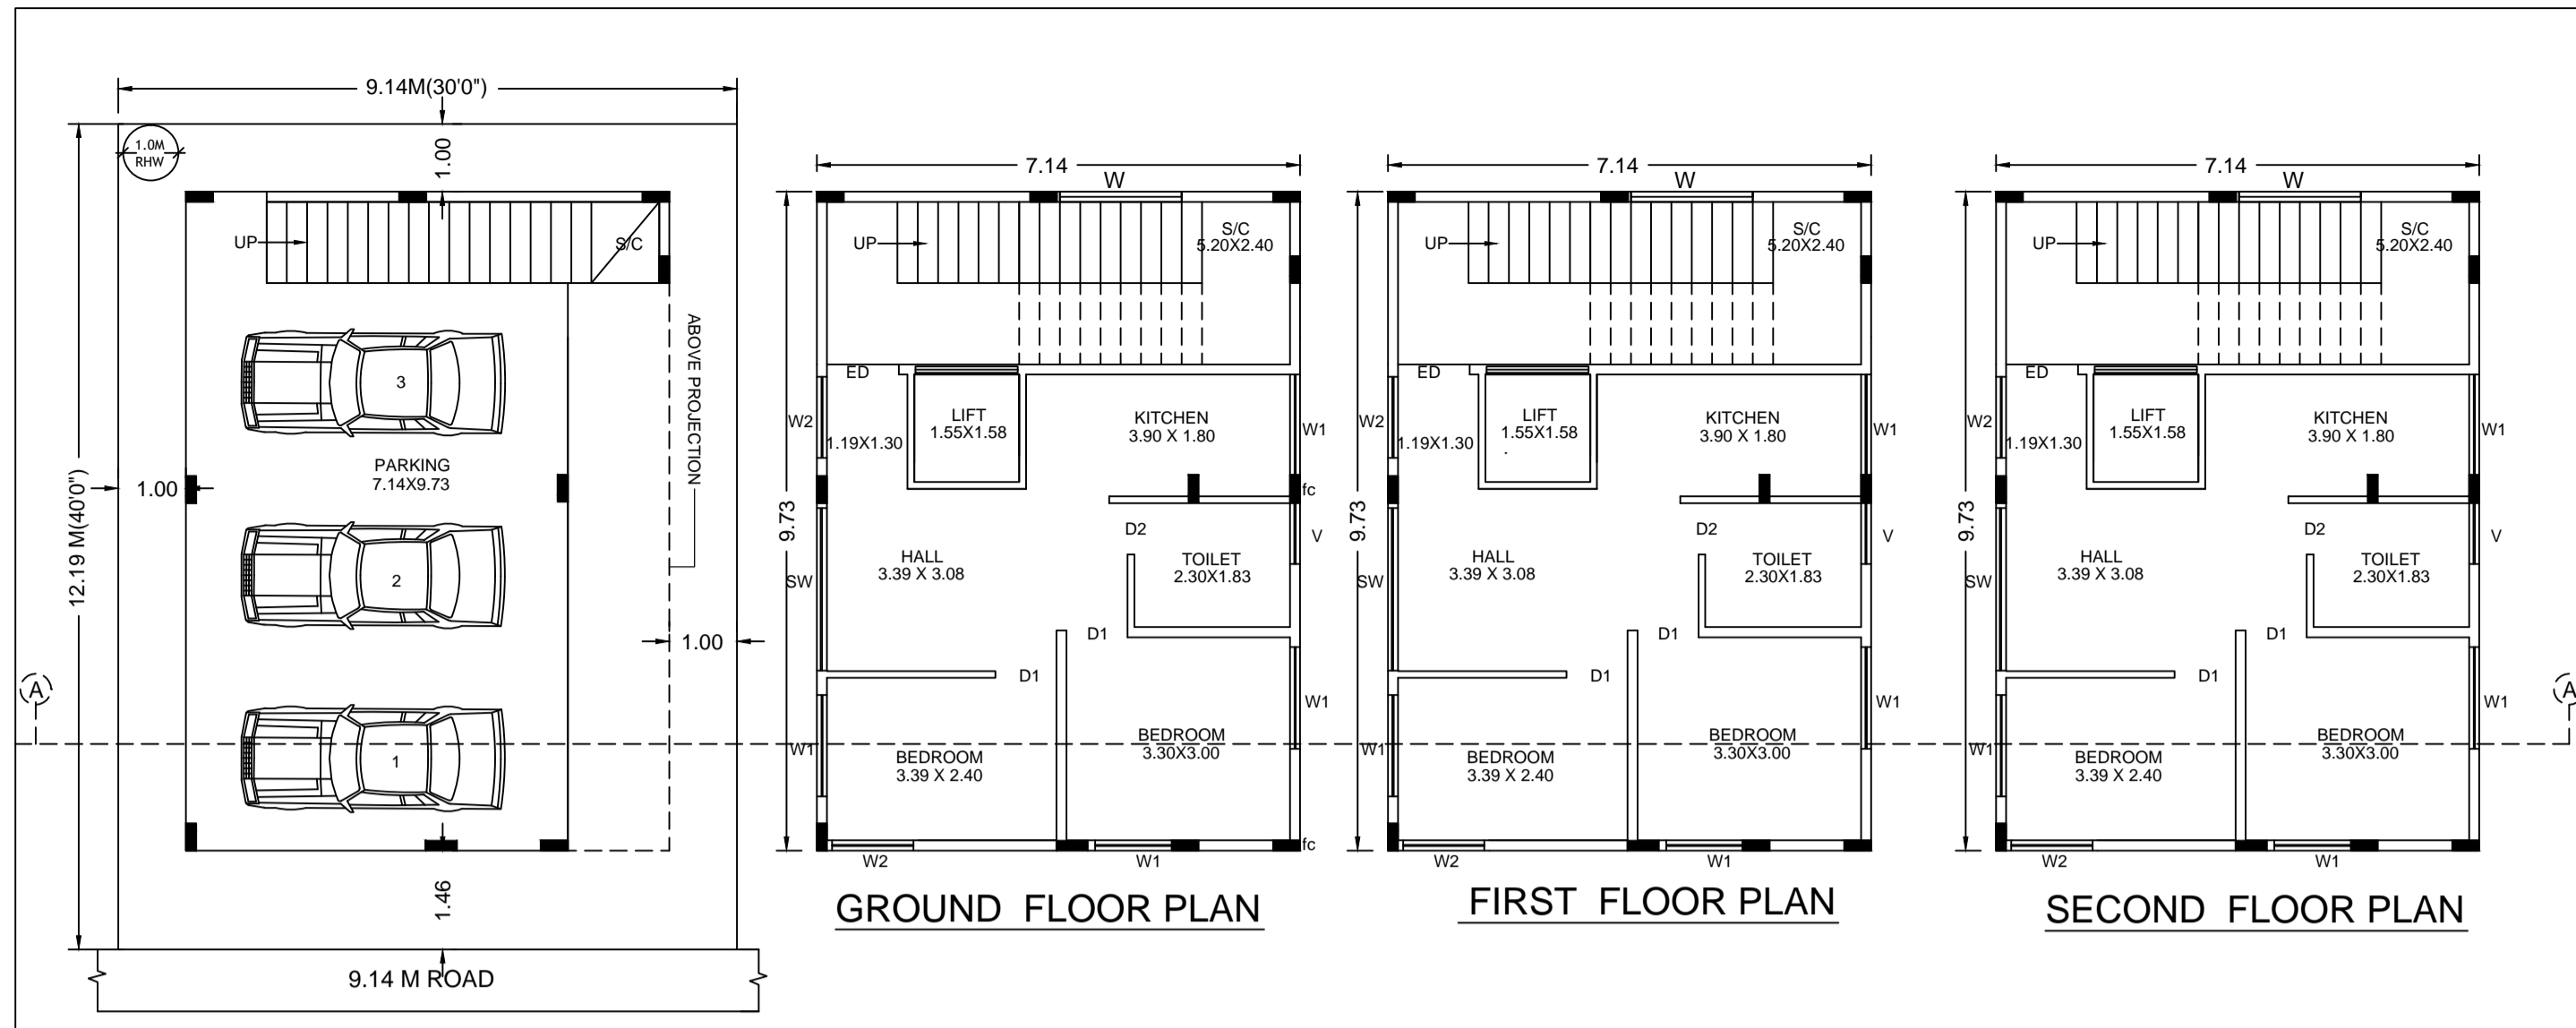 9.14M(30'0")
1.00
1.0M
RHW
UP
S/C
ABOVE PROJECTION
3
PARKING
7.14X9.73
1.00
12.19 M(40'0")
2
1.00
A
1
1.46
9.14 M ROAD
7.14
W
S/C
5.20X2.40
UP
ED
W2
LIFT
1.55X1.58
KITCHEN
3.90 X 1.80
W1
1.19X1.30
fc
9.73
D2
V
HALL
3.39 X 3.08
TOILET
2.30X1.83
SW
D1
D1
W1
BEDROOM
3.30X3.00
W1
BEDROOM
3.39 X 2.40
fc
W2
W1
GROUND FLOOR PLAN
7.14
W
S/C
5.20X2.40
UP
ED
W2
LIFT
1.55X1.58
KITCHEN
3.90 X 1.80
W1
1.19X1.30
9.73
D2
V
HALL
3.39 X 3.08
TOILET
2.30X1.83
SW
D1
D1
W1
BEDROOM
3.30X3.00
W1
BEDROOM
3.39 X 2.40
W2
W1
FIRST FLOOR PLAN
7.14
W
S/C
5.20X2.40
UP
ED
W2
LIFT
1.55X1.58
KITCHEN
3.90 X 1.80
W1
1.19X1.30
9.73
D2
V
HALL
3.39 X 3.08
TOILET
2.30X1.83
SW
D1
D1
W1
BEDROOM
3.30X3.00
W1
BEDROOM
3.39 X 2.40
W2
W1
SECOND FLOOR PLAN
A